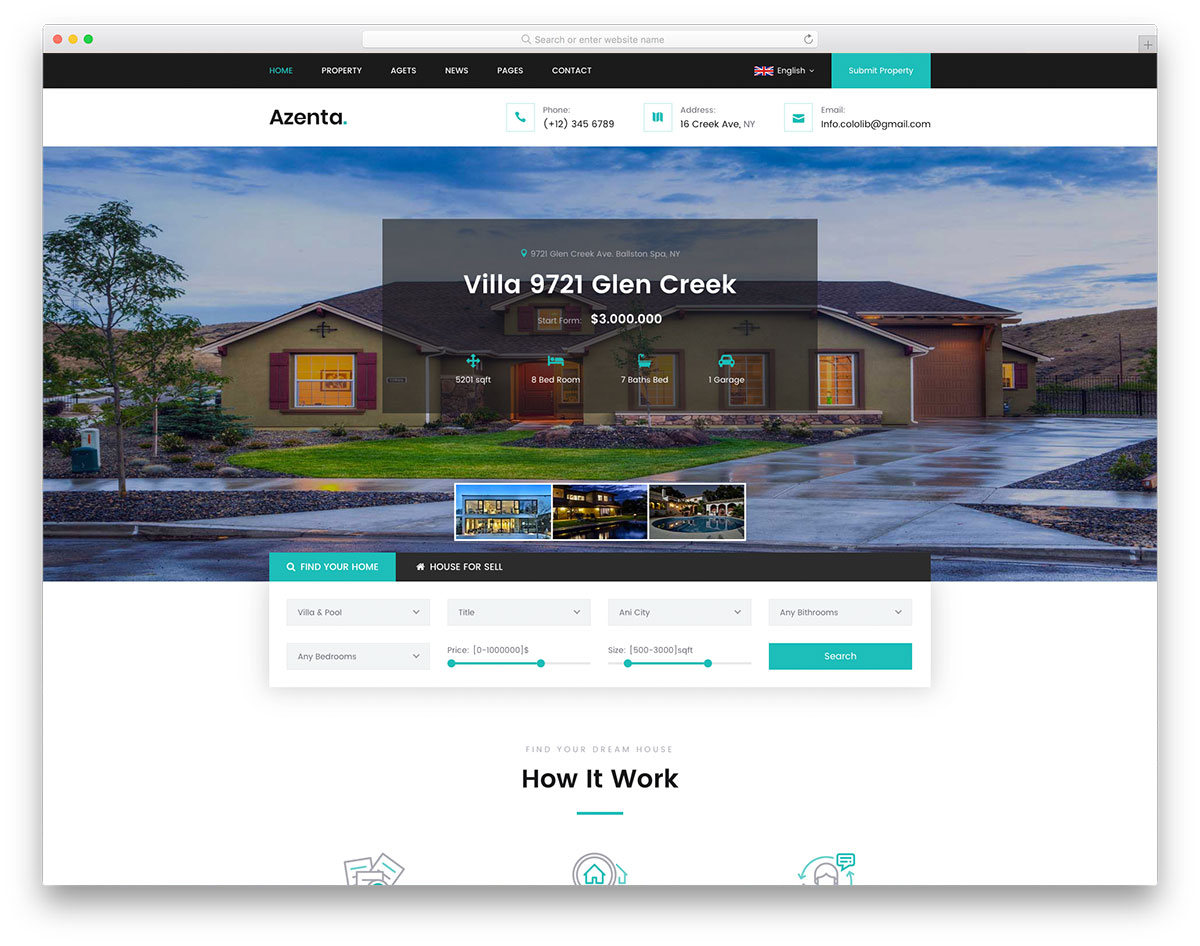 Search or enter website name
HOME PROPERTY AGETS NEWS PAGES CONTACT English Submit Property
Azenta.
Phone:
(+12) 345 6789
Address:
16 Creek Ave, NY
Email:
Info.cololib@gmail.com
9721 Glen Creek Ave. Ballston Spa, NY
Villa 9721 Glen Creek
Start Form: $3.000.000
5201 sqft 8 Bed Room 7 Baths Bed 1 Garage
FIND YOUR HOME HOUSE FOR SELL
Villa & Pool Title Ani City Any Bithrooms
Any Bedrooms Price: [0-1000000]$ Size: [500-3000]sqft Search
FIND YOUR DREAM HOUSE
How It Work